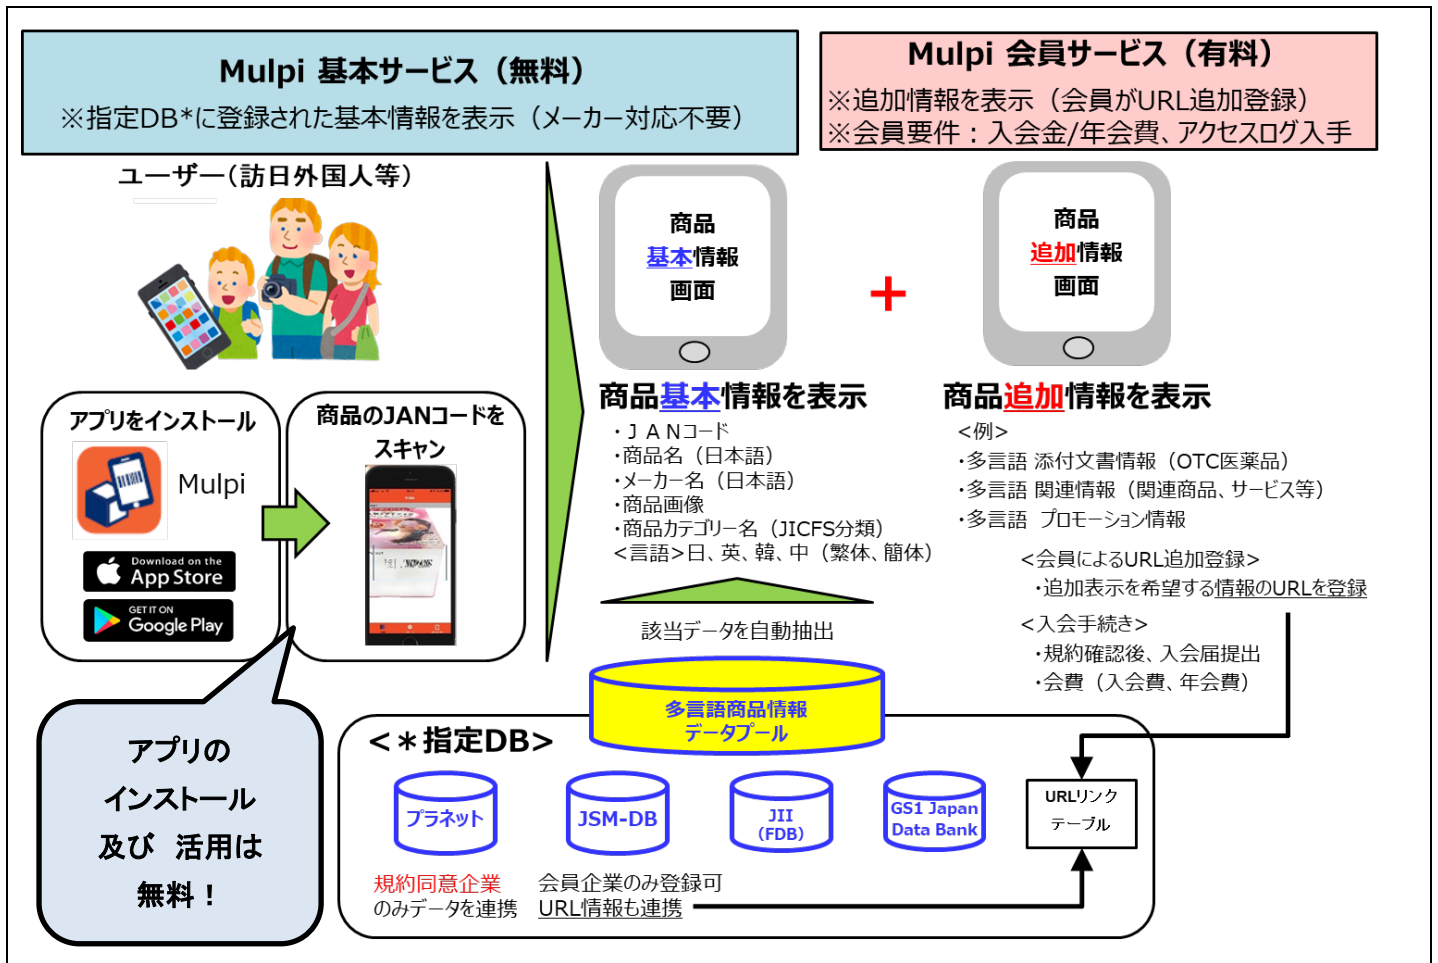 Mulpi 基本サービス（無料）
※指定DB*に登録された基本情報を表示（メーカー対応不要）
Mulpi 会員サービス（有料）
※追加情報を表示（会員がURL追加登録）
※会員要件：入会金/年会費、アクセスログ入手
ユーザー（訪日外国人等）
商品
基本情報
画面
+
商品
追加情報
画面
アプリをインストール
Mulpi
Download on the
App Store
GET IT ON
Google Play
商品のJANコードを
スキャン
商品基本情報を表示
・ＪＡＮコード
・商品名（日本語）
・メーカー名（日本語）
・商品画像
・商品カテゴリー名（JICFS分類）
<言語>日、英、韓、中（繁体、簡体）
商品追加情報を表示
<例>
・多言語 添付文書情報（OTC医薬品）
・多言語 関連情報（関連商品、サービス等）
・多言語 プロモーション情報
<会員によるURL追加登録>
・追加表示を希望する情報のURLを登録
<入会手続き>
・規約確認後、入会届提出
・会費（入会費、年会費）
該当データを自動抽出
多言語商品情報
データプール
アプリの
インストール
及び 活用は
無料！
<＊指定DB>
プラネット
JSM-DB
JII
（FDB）
GS1 Japan
Data Bank
URLリンク
テーブル
規約同意企業
のみデータを連携
会員企業のみ登録可
URL情報も連携